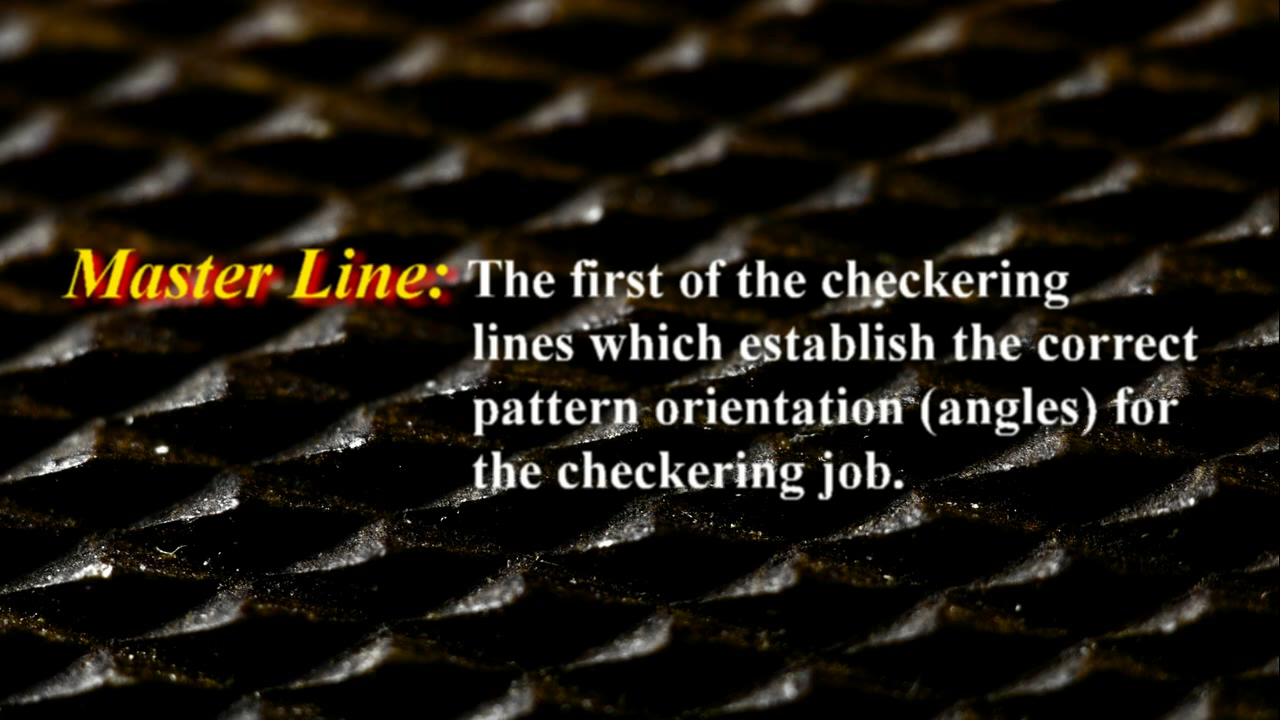 Master Line: The first of the checkering
lines which establish the correct
pattern orientation (angles) for
the checkering job.